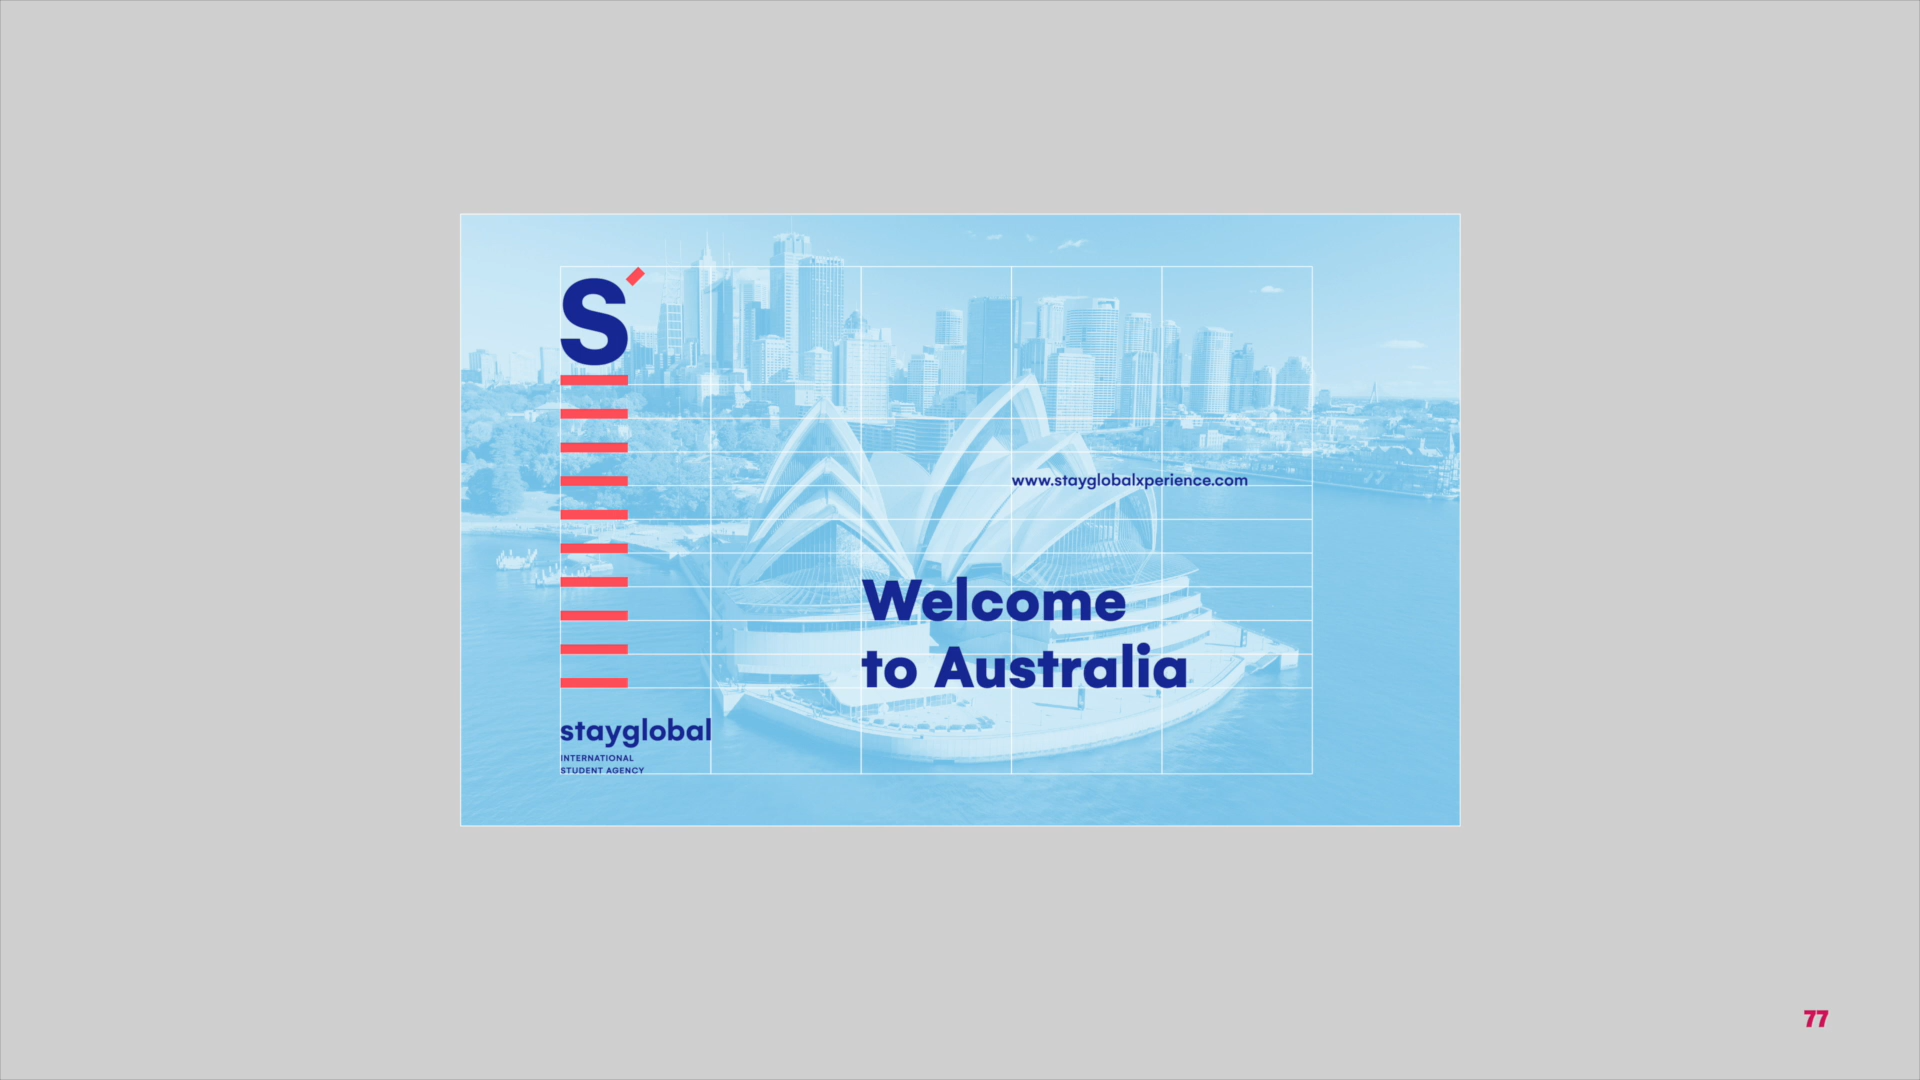 S
www.stayglobalxperience.com
Welcome
to Australia
stayglobal
INTERNATIONAL
STUDENT AGENCY
77